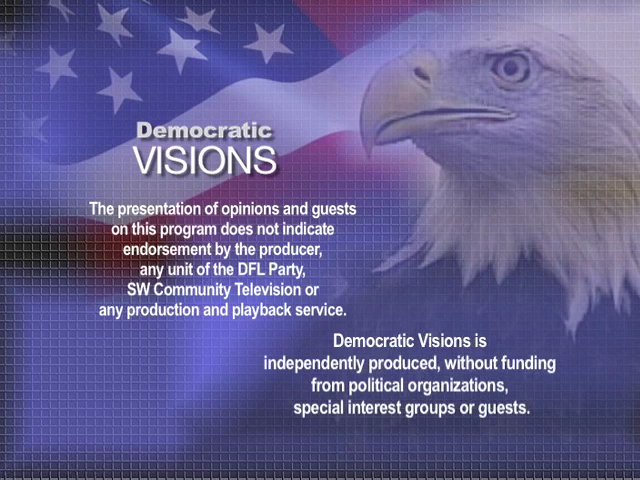 Democratic
VISIONS
The presentation of opinions and guests
on this program does not indicate
endorsement by the producer,
any unit of the DFL Party,
SW Community Television or
any production and playback service.
Democratic Visions is
independently produced, without funding
from political organizations,
special interest groups or guests.